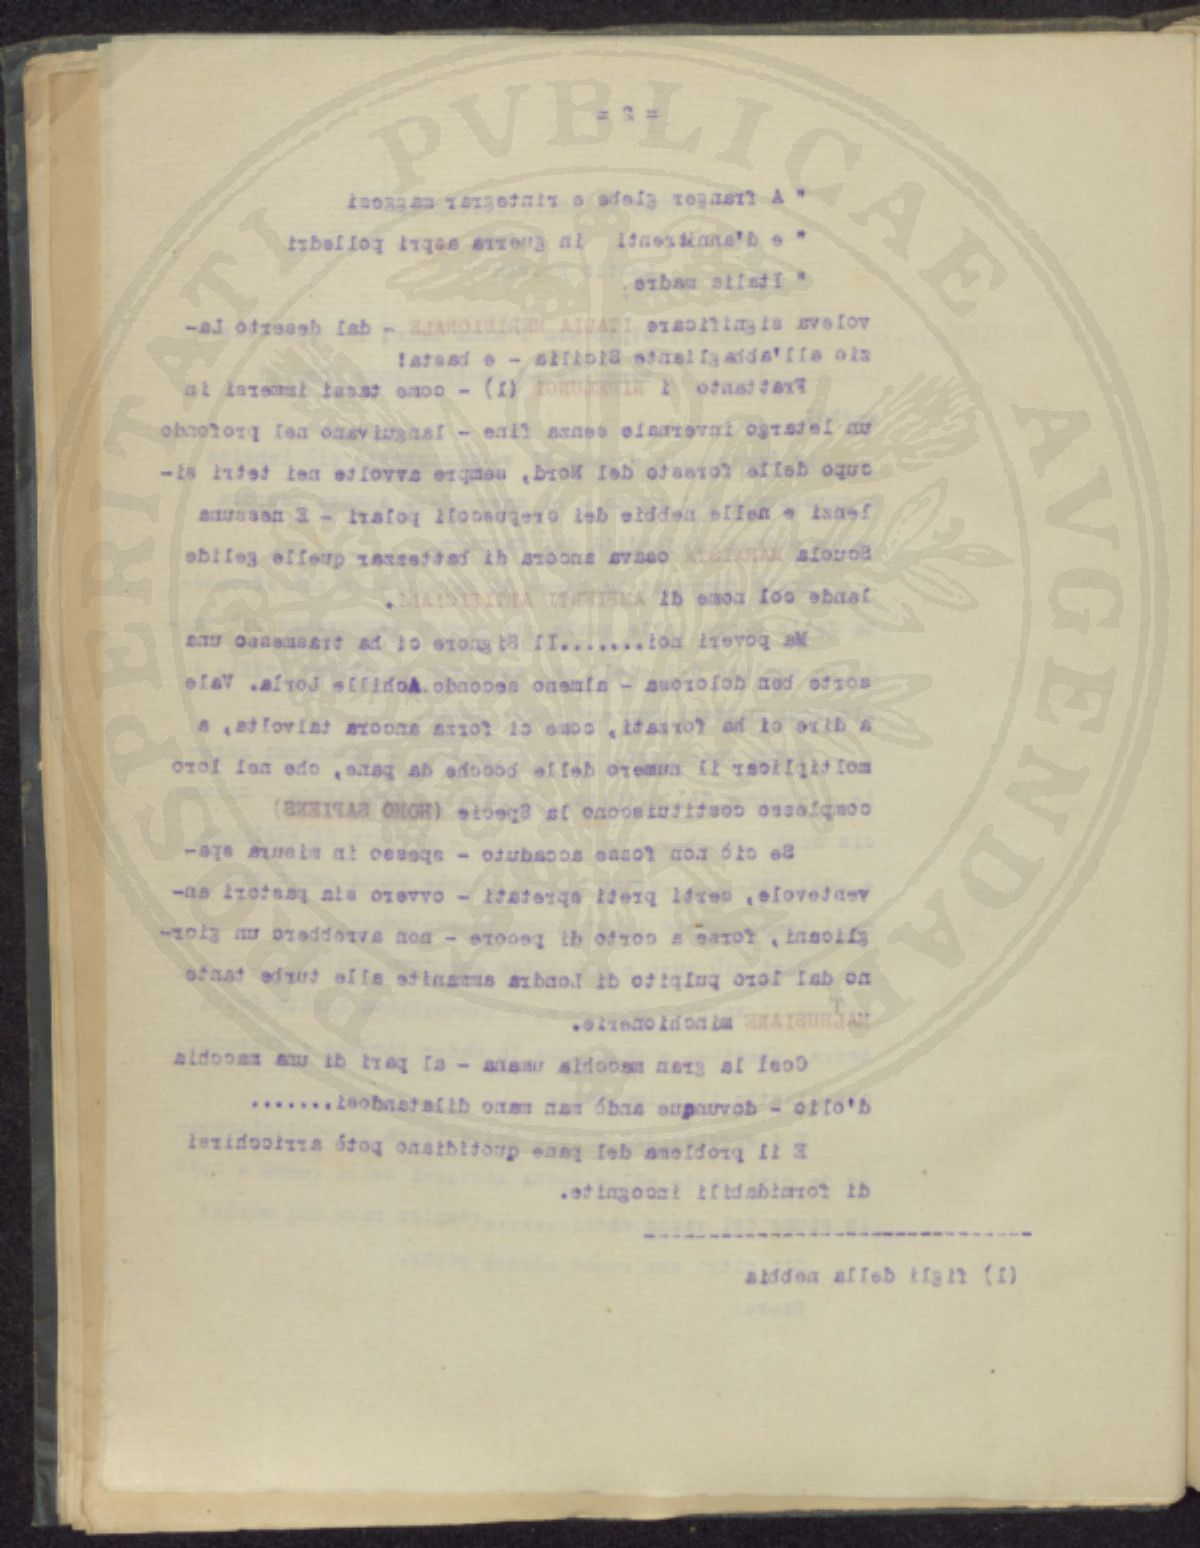 = 2 =
" A franger glebe e rintegrar maggesi
" e d'annitrenti in guerra aspri polledri
" Italia madre
voleva significare ITALIA MERIDIONALE - dal deserto La-
zio all'abbagliante Sicilia - e basta!
Frattanto i NIBELUNGI (1) - come tassi immersi in
un letargo invernale senza fine - languivano nel profondo
cupo delle foreste del Nord, sempre avvolte nei tetri si-
lenzi e nelle nebbie dei crepuscoli polari - E nessuna
Scuola MARXISTA osava ancora di battezzar quelle gelide
lande col nome di AMBIENTI ARTIFICIALI.
Ma poveri noi.......Il Signore ci ha trasmesso una
sorte ben dolorosa - almeno secondo Achille Loria. Vale
a dire ci ha forzati, come ci forza ancora talvolta, a
moltiplicar il numero delle bocche da pane, che nel loro
complesso costituiscono la Specie (HOMO SAPIENS)
Se ciò non fosse accaduto - spesso in misura spa-
ventevole, certi preti spretati - ovvero sia pastori an-
glicani, forse a corto di pecore - non avrebbero un gior-
no dal loro pulpito di Londra ammanite alle turbe tante
MALTHUSIANE minchionerie.
Così la gran macchia umana - al pari di una macchia
d'olio - dovunque andò man mano dilatandosi.......
E il problema del pane quotidiano potè arricchirsi
di formidabili incognite.
(1) figli della nebbia
PROSPERITATI PVBLICAE AVGENDAE